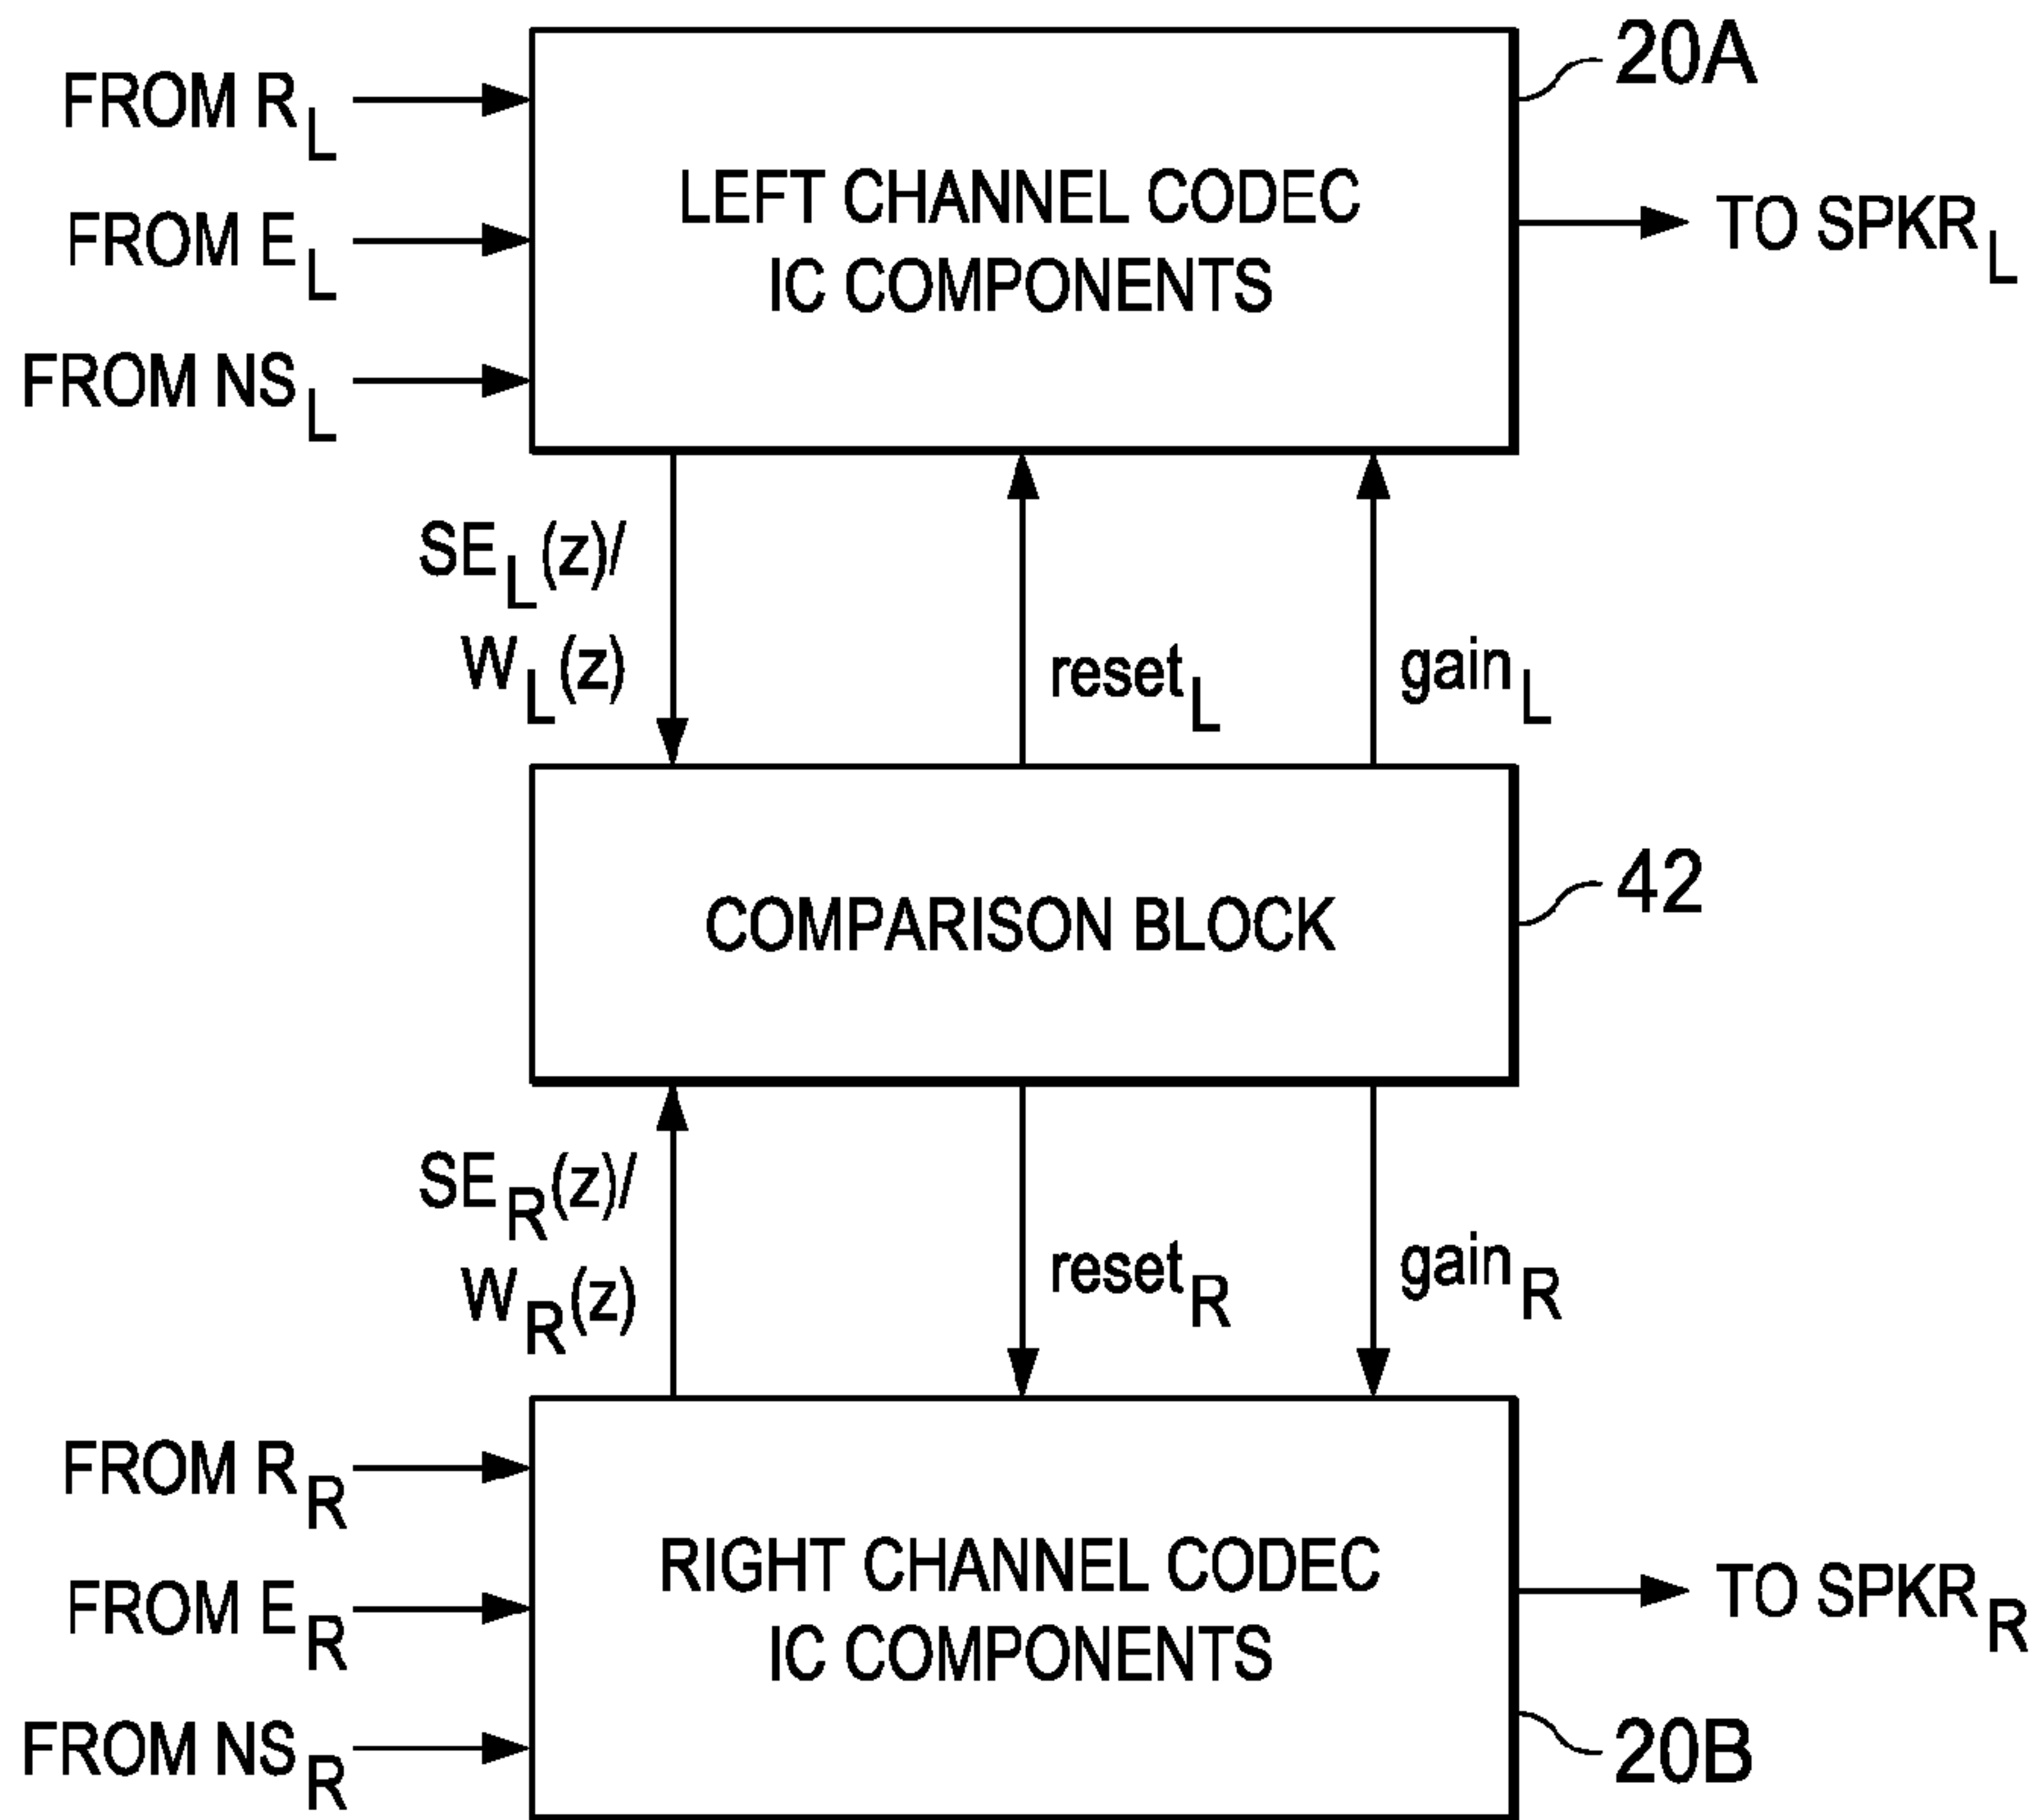 20A
FROM R_L
LEFT CHANNEL CODEC
IC COMPONENTS
FROM E_L
TO SPKR_L
FROM NS_L
SE_L(z)/
W_L(z)
reset_L
gain_L
COMPARISON BLOCK
42
SE_R(z)/
W_R(z)
reset_R
gain_R
FROM R_R
RIGHT CHANNEL CODEC
IC COMPONENTS
FROM E_R
TO SPKR_R
FROM NS_R
20B